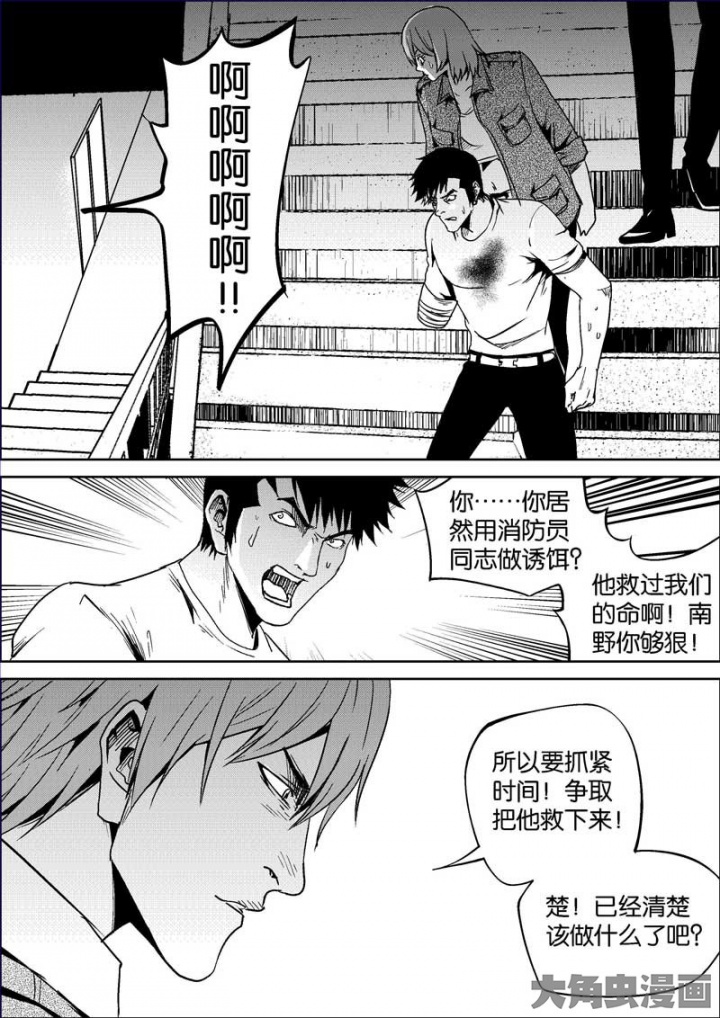 啊啊啊啊啊!!
你……你居
然用消防员
同志做诱饵？
他救过我们
的命啊！南
野你够狠！
所以要抓紧
时间！争取
把他救下来！
楚！已经清楚
该做什么了吧？
大角虫漫画